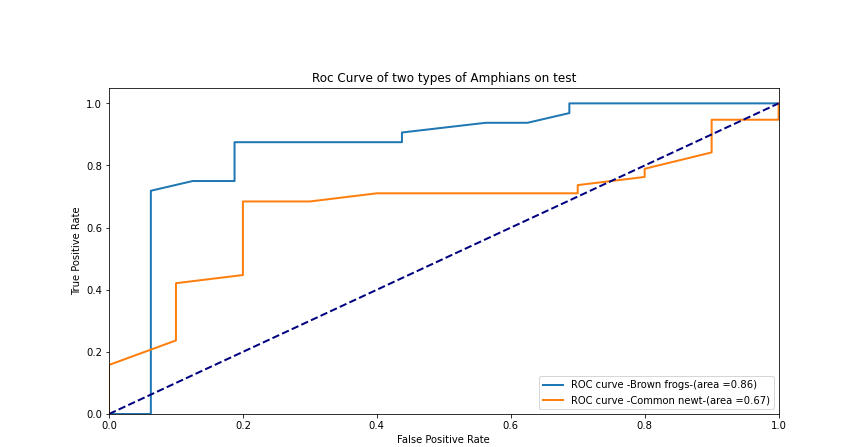 Roc Curve of two types of Amphians on test
1.0
0.8
0.6
0.4
0.2
0.0
True Positive Rate
0.0 0.2 0.4 0.6 0.8 1.0
False Positive Rate
ROC curve -Brown frogs-(area =0.86)
ROC curve -Common newt-(area =0.67)